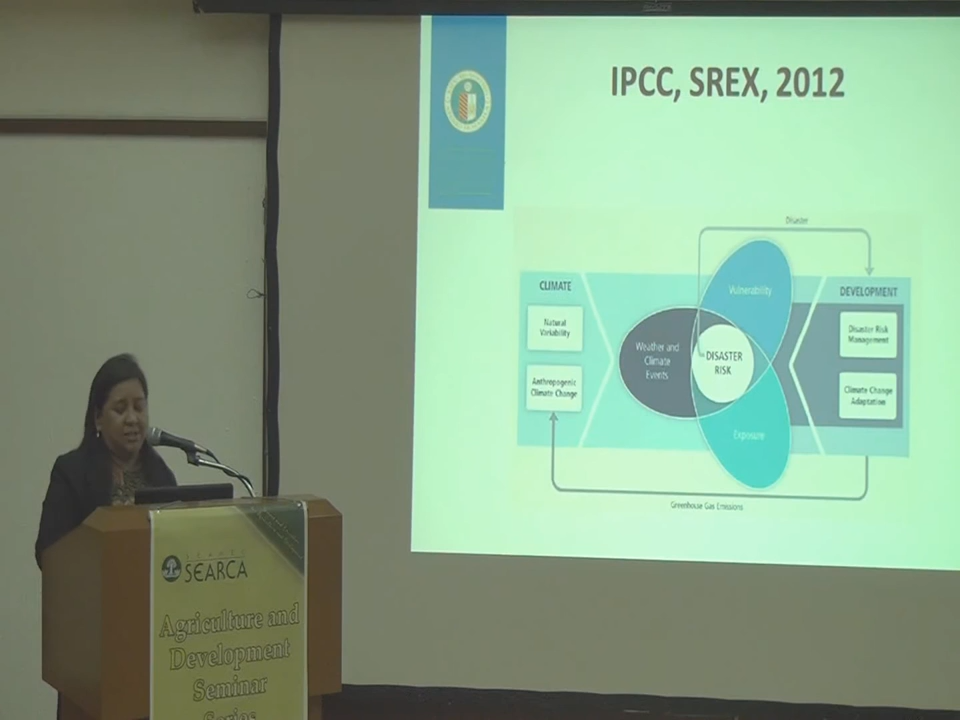 IPCC, SREX, 2012
Disaster
CLIMATE
Natural
Variability
Anthropogenic
Climate Change
Weather and
Climate
Events
Vulnerability
DISASTER
RISK
Exposure
DEVELOPMENT
Disaster Risk
Management
Climate Change
Adaptation
Greenhouse Gas Emissions
SEARCA
Agriculture and
Development
Seminar
Series